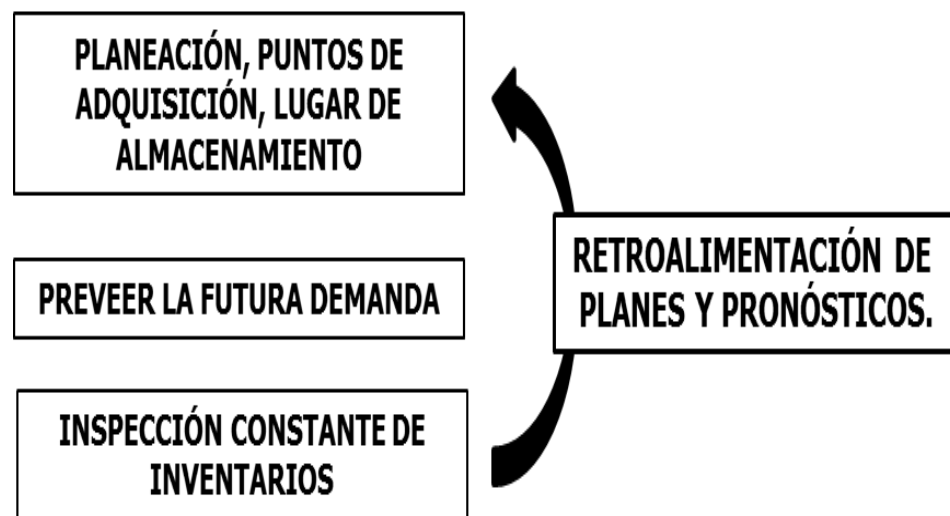 PLANEACIÓN, PUNTOS DE
ADQUISICIÓN, LUGAR DE
ALMACENAMIENTO
PREVEER LA FUTURA DEMANDA
INSPECCIÓN CONSTANTE DE
INVENTARIOS
RETROALIMENTACIÓN DE
PLANES Y PRONÓSTICOS.